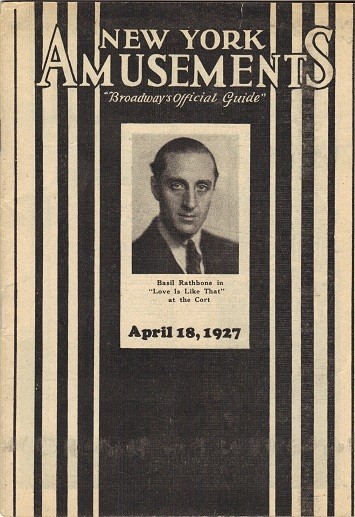 NEW YORK
AMUSEMENTS
"Broadway's Official Guide"
Basil Rathbone in
"Love Is Like That"
at the Cort
April 18, 1927